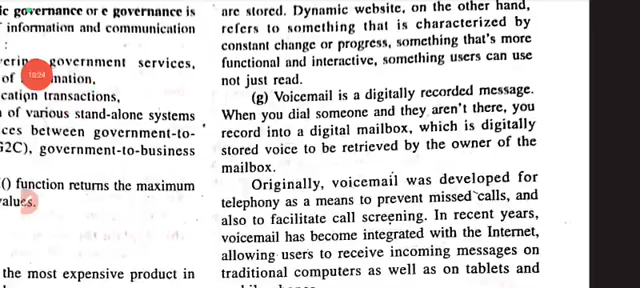 ic governance or e governance is
information and communication
:
government services,
of mation,
cation transactions,
of various stand-alone systems
ces between government-to-
G2C), government-to-business
() function returns the maximum
values.
the most expensive product in
are stored. Dynamic website, on the other hand,
refers to something that is characterized by
constant change or progress, something that's more
functional and interactive, something users can use
not just read.
(g) Voicemail is a digitally recorded message.
When you dial someone and they aren't there, you
record into a digital mailbox, which is digitally
stored voice to be retrieved by the owner of the
mailbox.
Originally, voicemail was developed for
telephony as a means to prevent missed calls, and
also to facilitate call screening. In recent years,
voicemail has become integrated with the Internet,
allowing users to receive incoming messages on
traditional computers as well as on tablets and